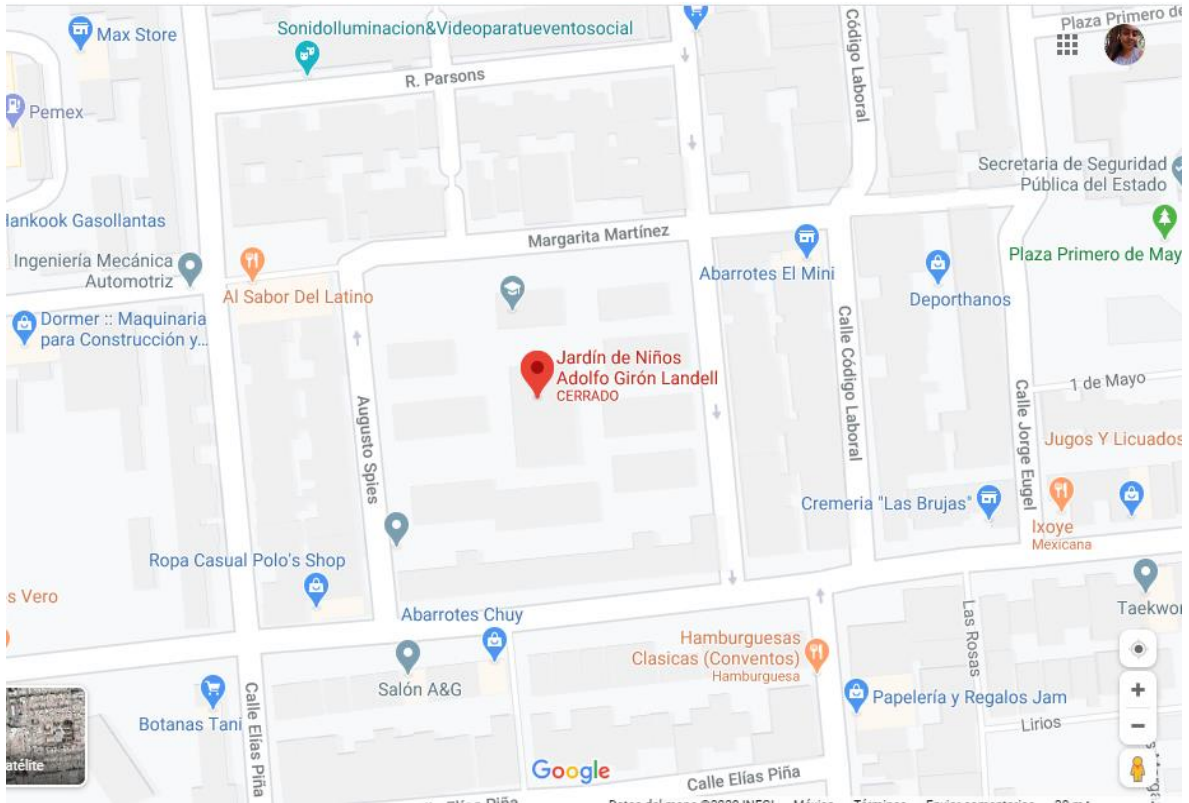 Plaza Primero de
Max Store
Sonidolluminacion&Videoparatueventosocial
Código Laboral
R. Parsons
Pemex
Secretaria de Seguridad
Pública del Estado
Hankook Gasollantas
Margarita Martínez
Plaza Primero de May
Ingeniería Mecánica
Automotriz
Abarrotes El Mini
Al Sabor Del Latino
Deporthanos
Dormer :: Maquinaria
para Construcción y...
Jardín de Niños
Adolfo Girón Landell
CERRADO
Calle Código Laboral
1 de Mayo
Augusto Spies
Calle Jorge Eugel
Jugos Y Licuados
Cremeria "Las Brujas"
Ixoye
Mexicana
Ropa Casual Polo's Shop
s Vero
Abarrotes Chuy
Taekwo
Las Rosas
Hamburguesas
Clasicas (Conventos)
Hamburguesa
Salón A&G
Calle Elías Piña
Papelería y Regalos Jam
Botanas Tani
Lirios
atélite
Google
Calle Elías Piña